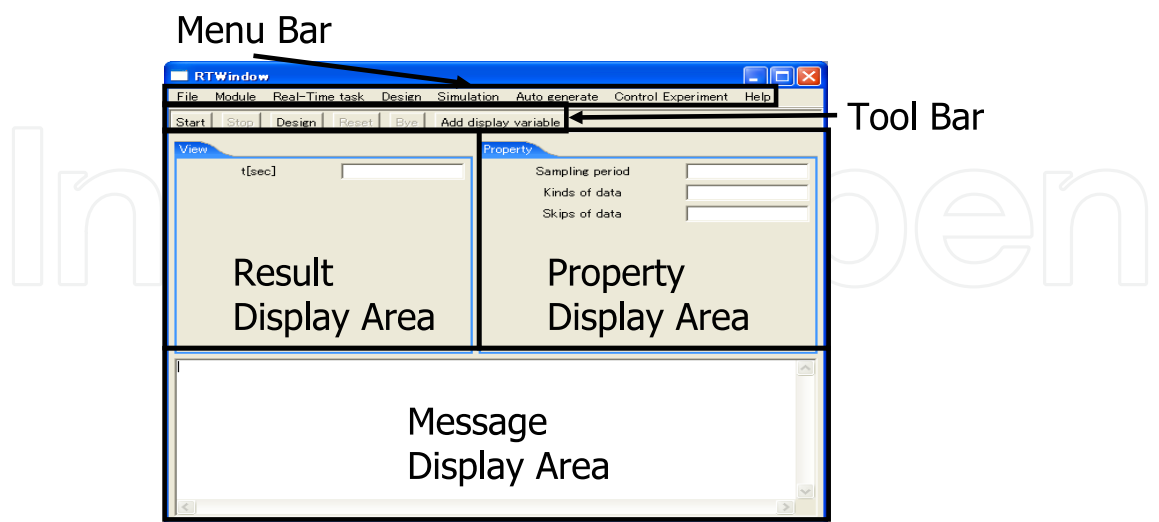 Menu Bar
RTWindow
File Module Real-Time task Design Simulation Auto generate Control Experiment Help
Tool Bar
Start Stop Design Reset Bye Add display variable
View
Property
t[sec]
Sampling period
Kinds of data
Skips of data
Result
Display Area
Property
Display Area
Message
Display Area